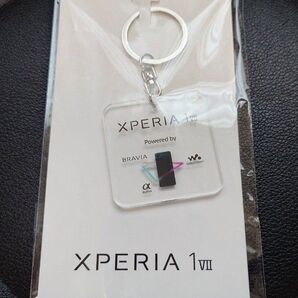 XPERIA 1 VII
Powered by
BRAVIA
α
XPERIA 1 VII